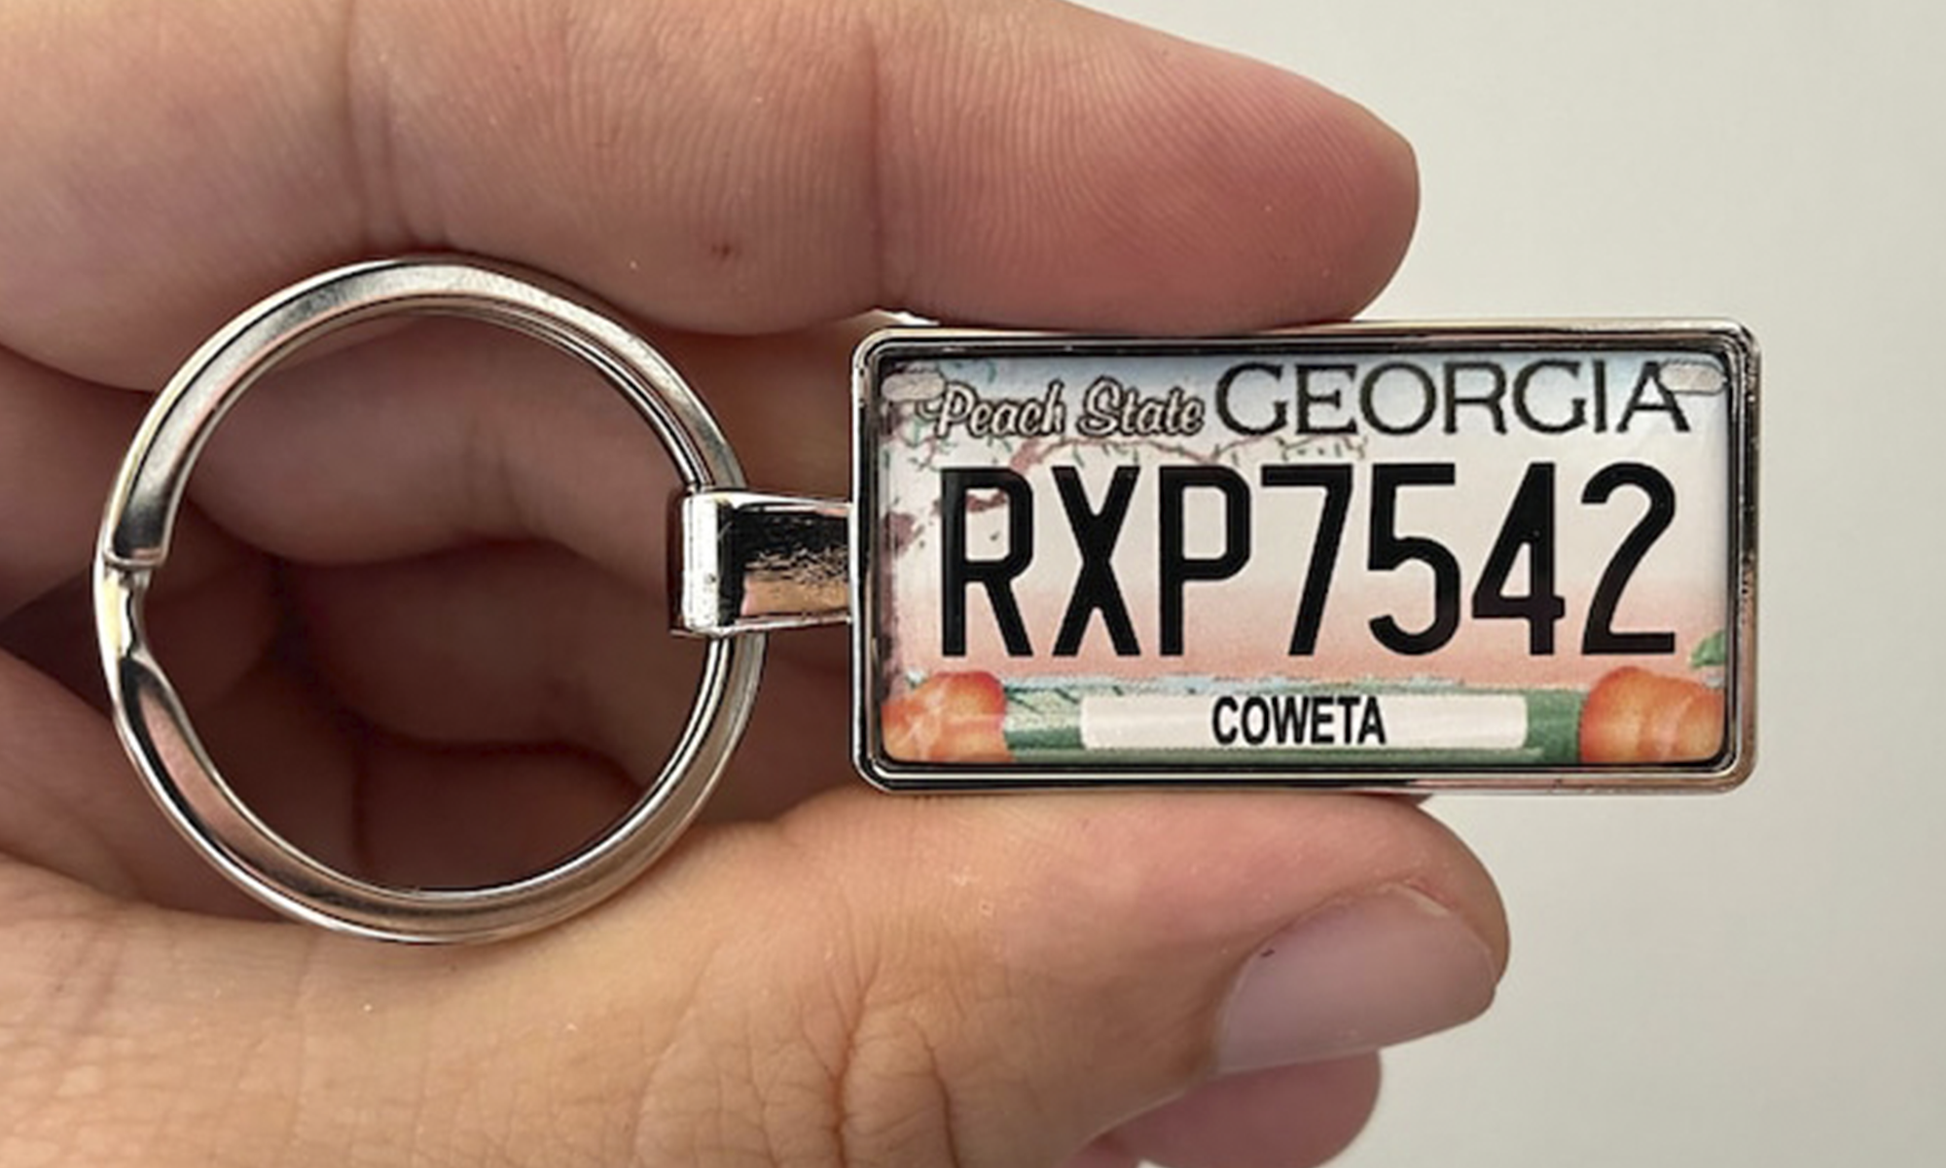 Peach State GEORGIA
RXP7542
COWETA